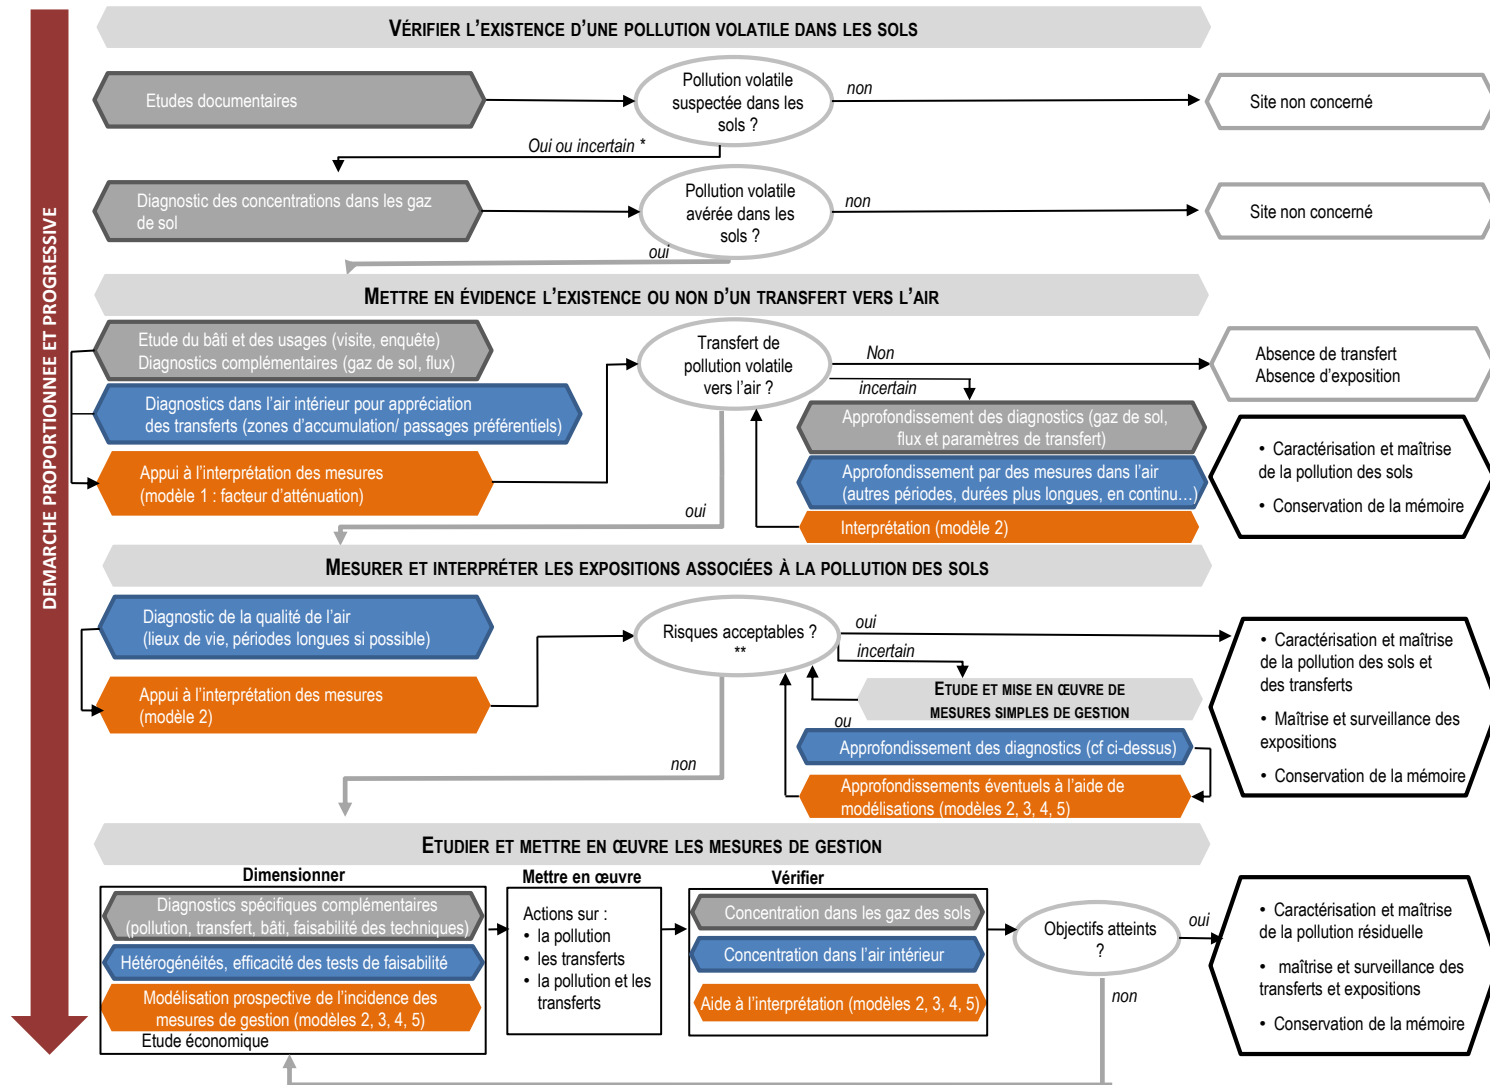 DEMARCHE PROPORTIONNEE ET PROGRESSIVE
VÉRIFIER L'EXISTENCE D'UNE POLLUTION VOLATILE DANS LES SOLS
Etudes documentaires
Pollution volatile
suspectée dans les
sols ?
non
Site non concerné
Oui ou incertain *
Diagnostic des concentrations dans les gaz
de sol
Pollution volatile
avérée dans les
sols ?
non
Site non concerné
oui
METTRE EN ÉVIDENCE L'EXISTENCE OU NON D'UN TRANSFERT VERS L'AIR
Etude du bâti et des usages (visite, enquête)
Diagnostics complémentaires (gaz de sol, flux)
Diagnostics dans l'air intérieur pour appréciation
des transferts (zones d'accumulation/ passages préférentiels)
Appui à l'interprétation des mesures
(modèle 1 : facteur d'atténuation)
Transfert de
pollution volatile
vers l'air ?
Non
Absence de transfert
Absence d'exposition
incertain
Approfondissement des diagnostics (gaz de sol,
flux et paramètres de transfert)
Approfondissement par des mesures dans l'air
(autres périodes, durées plus longues, en continu…)
Interprétation (modèle 2)
• Caractérisation et maîtrise
de la pollution des sols
• Conservation de la mémoire
oui
MESURER ET INTERPRÉTER LES EXPOSITIONS ASSOCIÉES À LA POLLUTION DES SOLS
Diagnostic de la qualité de l'air
(lieux de vie, périodes longues si possible)
Appui à l'interprétation des mesures
(modèle 2)
Risques acceptables ?
**
oui
incertain
ETUDE ET MISE EN ŒUVRE DE
MESURES SIMPLES DE GESTION
ou
Approfondissement des diagnostics (cf ci-dessus)
Approfondissements éventuels à l'aide de
modélisations (modèles 2, 3, 4, 5)
• Caractérisation et maîtrise
de la pollution des sols et
des transferts
• Maîtrise et surveillance des
expositions
• Conservation de la mémoire
non
ETUDIER ET METTRE EN ŒUVRE LES MESURES DE GESTION
Dimensionner
Diagnostics spécifiques complémentaires
(pollution, transfert, bâti, faisabilité des techniques)
Hétérogénéités, efficacité des tests de faisabilité
Modélisation prospective de l'incidence des
mesures de gestion (modèles 2, 3, 4, 5)
Etude économique
Mettre en œuvre
Actions sur :
• la pollution
• les transferts
• la pollution et les
transferts
Vérifier
Concentration dans les gaz des sols
Concentration dans l'air intérieur
Aide à l'interprétation (modèles 2, 3, 4, 5)
Objectifs atteints
?
oui
non
• Caractérisation et maîtrise
de la pollution résiduelle
• maîtrise et surveillance des
transferts et expositions
• Conservation de la mémoire